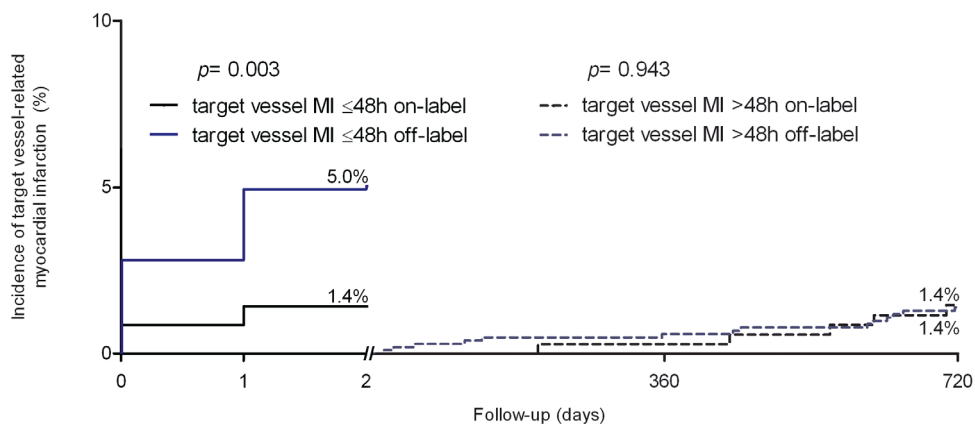 Incidence of target vessel-related
myocardial infarction (%)
10
5
0
p= 0.003
target vessel MI ≤48h on-label
target vessel MI ≤48h off-label
p= 0.943
target vessel MI >48h on-label
target vessel MI >48h off-label
5.0%
1.4%
1.4%
1.4%
0 1 2 360 720
Follow-up (days)